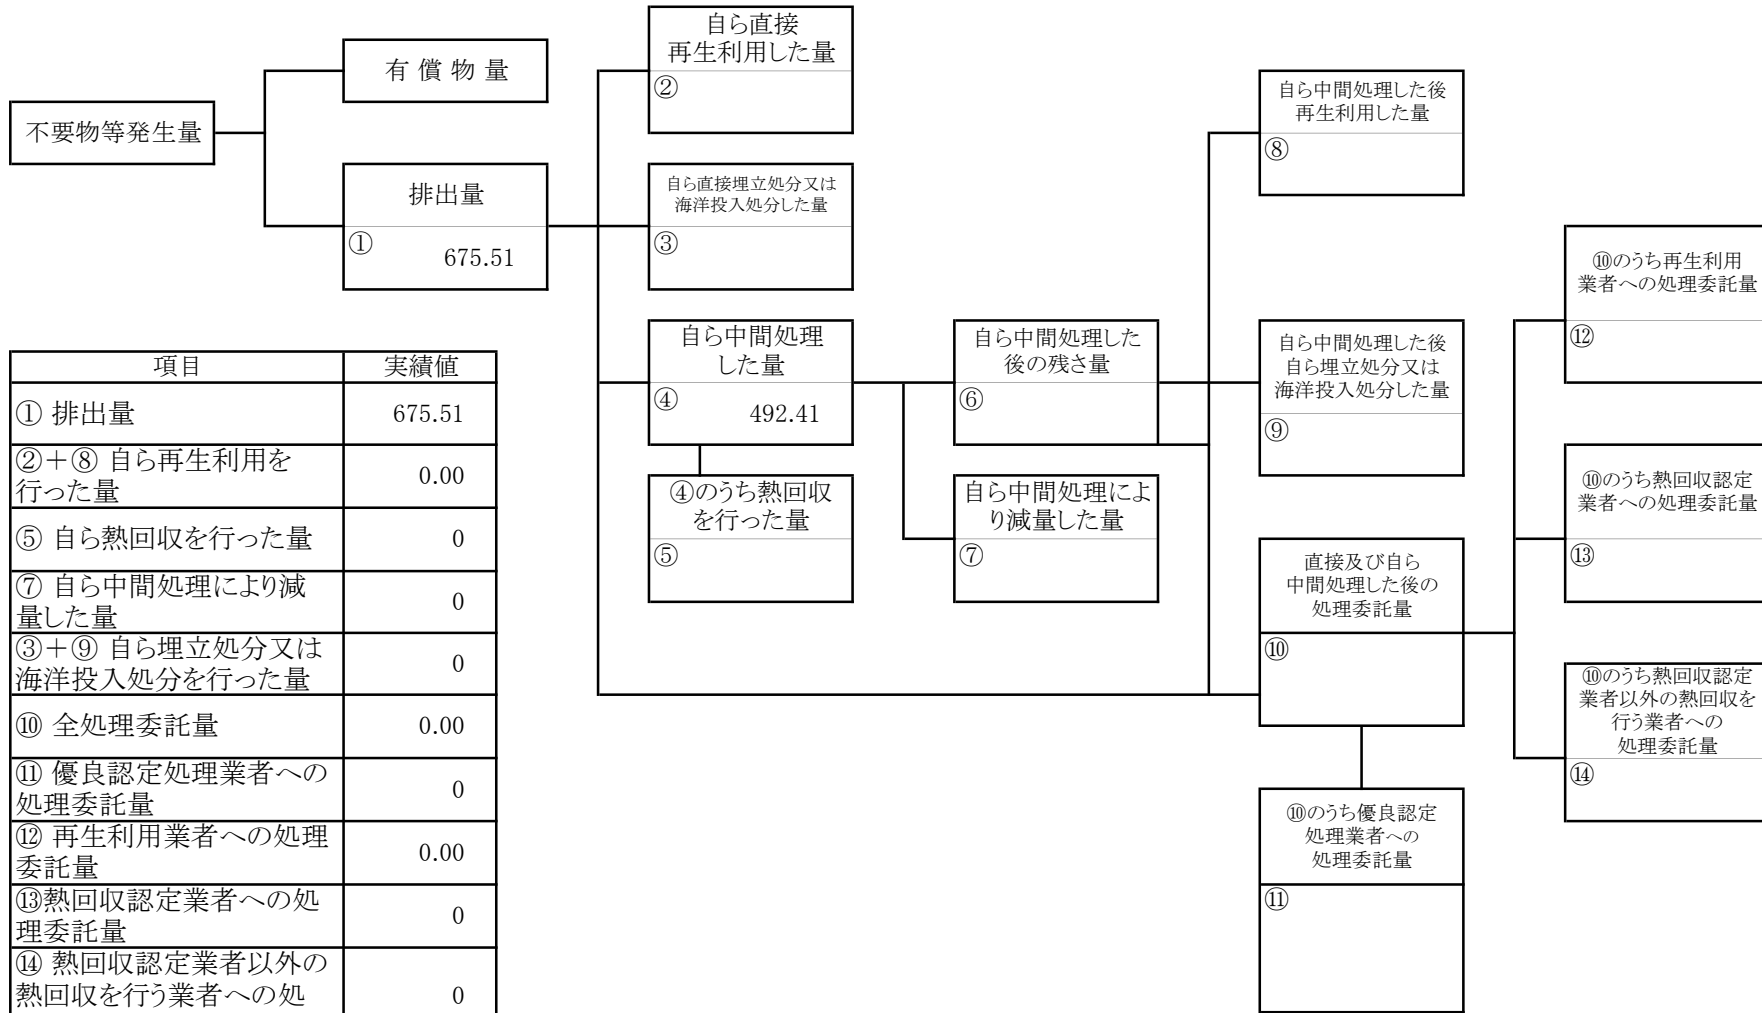 不要物等発生量
有 償 物 量
排出量
①
675.51
自ら直接
再生利用した量
②
自ら直接埋立処分又は
海洋投入処分した量
③
自ら中間処理
した量
④
492.41
④のうち熱回収
を行った量
⑤
自ら中間処理した
後の残さ量
⑥
自ら中間処理によ
り減量した量
⑦
自ら中間処理した後
再生利用した量
⑧
自ら中間処理した後
自ら埋立処分又は
海洋投入処分した量
⑨
直接及び自ら
中間処理した後の
処理委託量
⑩
⑩のうち優良認定
処理業者への
処理委託量
⑪
⑩のうち再生利用
業者への処理委託量
⑫
⑩のうち熱回収認定
業者への処理委託量
⑬
⑩のうち熱回収認定
業者以外の熱回収を
行う業者への
処理委託量
⑭
項目 実績値
① 排出量 675.51
②+⑧ 自ら再生利用を
行った量 0.00
⑤ 自ら熱回収を行った量 0
⑦ 自ら中間処理により減
量した量 0
③+⑨ 自ら埋立処分又は
海洋投入処分を行った量 0
⑩ 全処理委託量 0.00
⑪ 優良認定処理業者への
処理委託量 0
⑫ 再生利用業者への処理
委託量 0.00
⑬熱回収認定業者への処
理委託量 0
⑭ 熱回収認定業者以外の
熱回収を行う業者への処 0